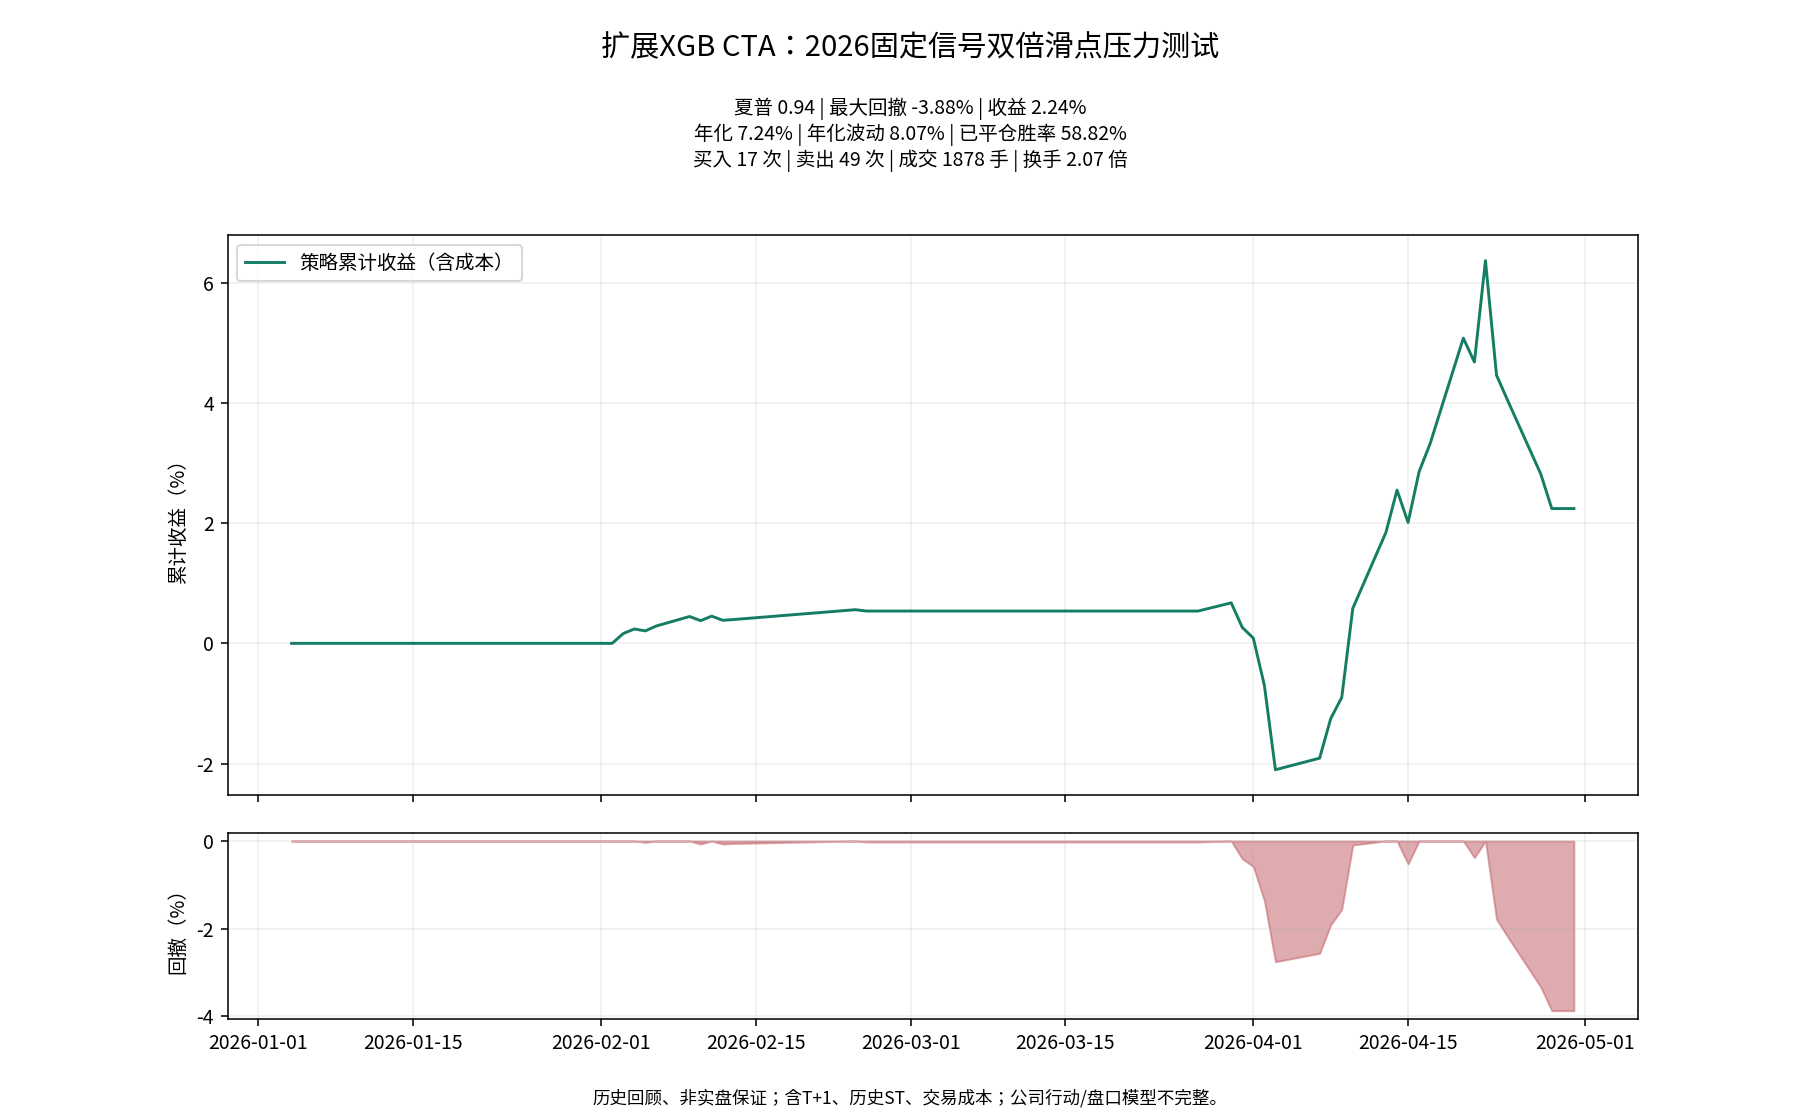 扩展XGB CTA：2026固定信号双倍滑点压力测试
夏普 0.94 | 最大回撤 -3.88% | 收益 2.24%
年化 7.24% | 年化波动 8.07% | 已平仓胜率 58.82%
买入 17 次 | 卖出 49 次 | 成交 1878 手 | 换手 2.07 倍
策略累计收益（含成本）
累计收益（%）
6
4
2
0
-2
回撤（%）
0
-2
-4
2026-01-01 2026-01-15 2026-02-01 2026-02-15 2026-03-01 2026-03-15 2026-04-01 2026-04-15 2026-05-01
历史回顾、非实盘保证；含T+1、历史ST、交易成本；公司行动/盘口模型不完整。